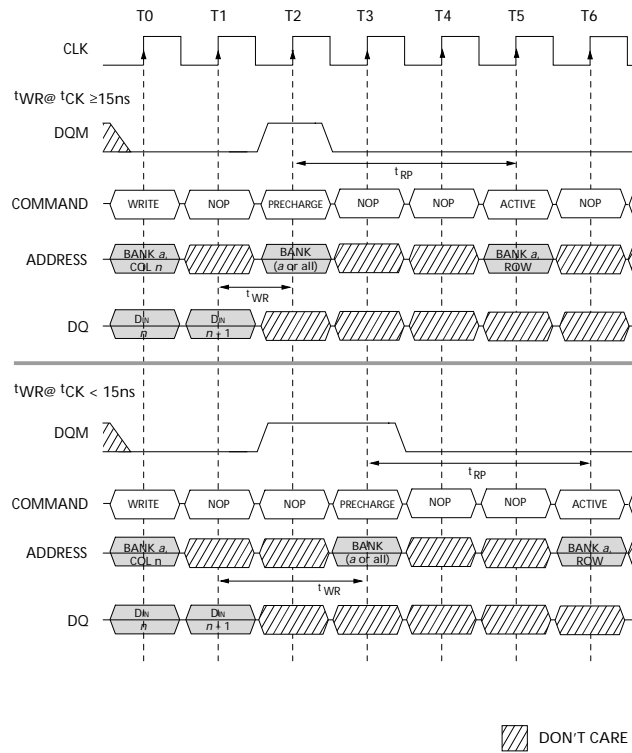 T0 T1 T2 T3 T4 T5 T6
CLK
tWR@ tCK ≥15ns
DQM
tRP
COMMAND WRITE NOP PRECHARGE NOP NOP ACTIVE NOP
ADDRESS BANK a, COL n BANK (a or all) BANK a, ROW
tWR
DQ DIN n DIN n + 1
tWR@ tCK < 15ns
DQM
tRP
COMMAND WRITE NOP NOP PRECHARGE NOP NOP ACTIVE
ADDRESS BANK a, COL n BANK (a or all) BANK a, ROW
tWR
DQ DIN n DIN n + 1
DON'T CARE